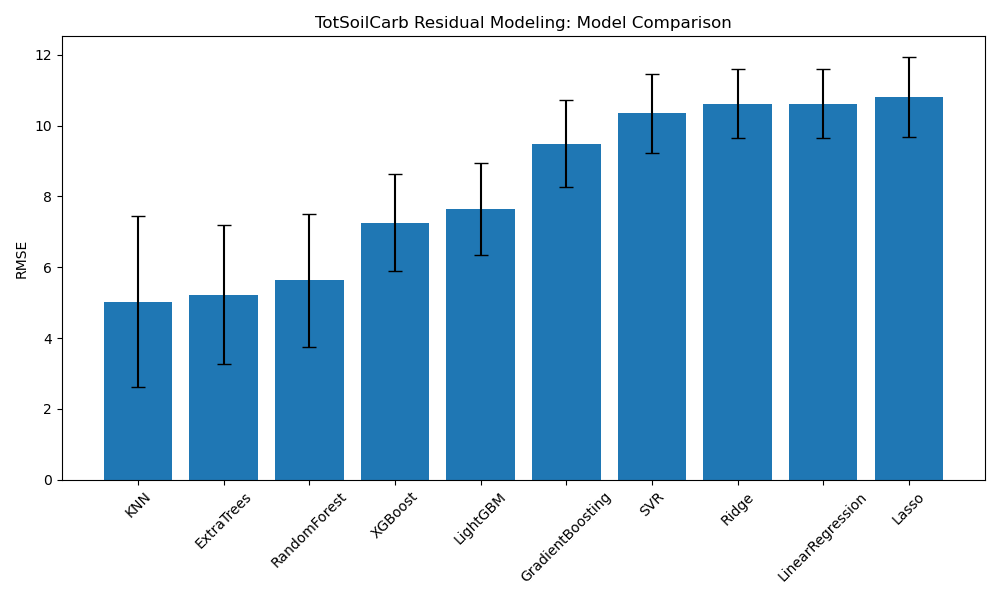 TotSoilCarb Residual Modeling: Model Comparison
RMSE
12
10
8
6
4
2
0
KNN
ExtraTrees
RandomForest
XGBoost
LightGBM
GradientBoosting
SVR
Ridge
LinearRegression
Lasso